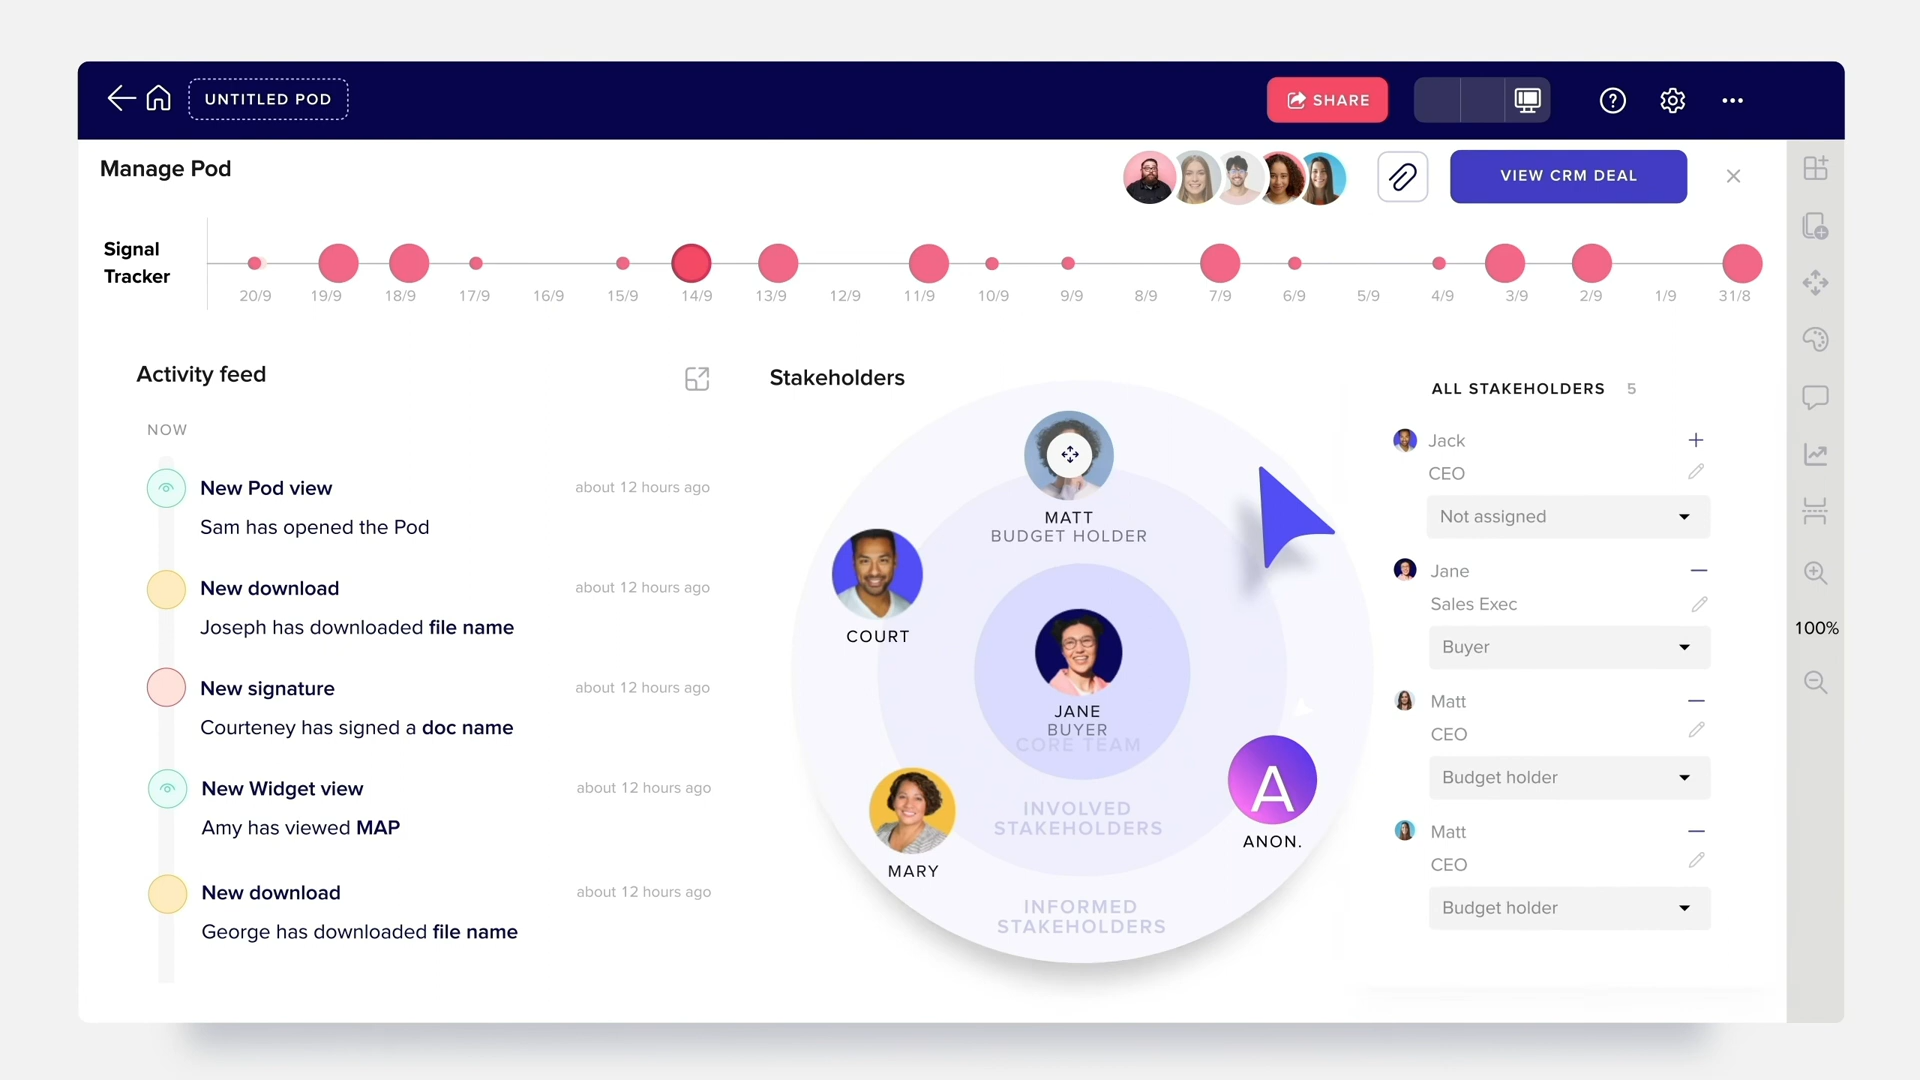 UNTITLED POD
SHARE
Manage Pod
VIEW CRM DEAL
Signal
Tracker
20/9 19/9 18/9 17/9 16/9 15/9 14/9 13/9 12/9 11/9 10/9 9/9 8/9 7/9 6/9 5/9 4/9 3/9 2/9 1/9 31/8
Activity feed
NOW
New Pod view about 12 hours ago
Sam has opened the Pod
New download about 12 hours ago
Joseph has downloaded file name
New signature about 12 hours ago
Courteney has signed a doc name
New Widget view about 12 hours ago
Amy has viewed MAP
New download about 12 hours ago
George has downloaded file name
Stakeholders
MATT
BUDGET HOLDER
COURT
JANE
BUYER
CORE TEAM
INVOLVED
STAKEHOLDERS
A
ANON.
MARY
INFORMED
STAKEHOLDERS
ALL STAKEHOLDERS 5
Jack
CEO
Not assigned
Jane
Sales Exec
Buyer
Matt
CEO
Budget holder
Matt
CEO
Budget holder
100%